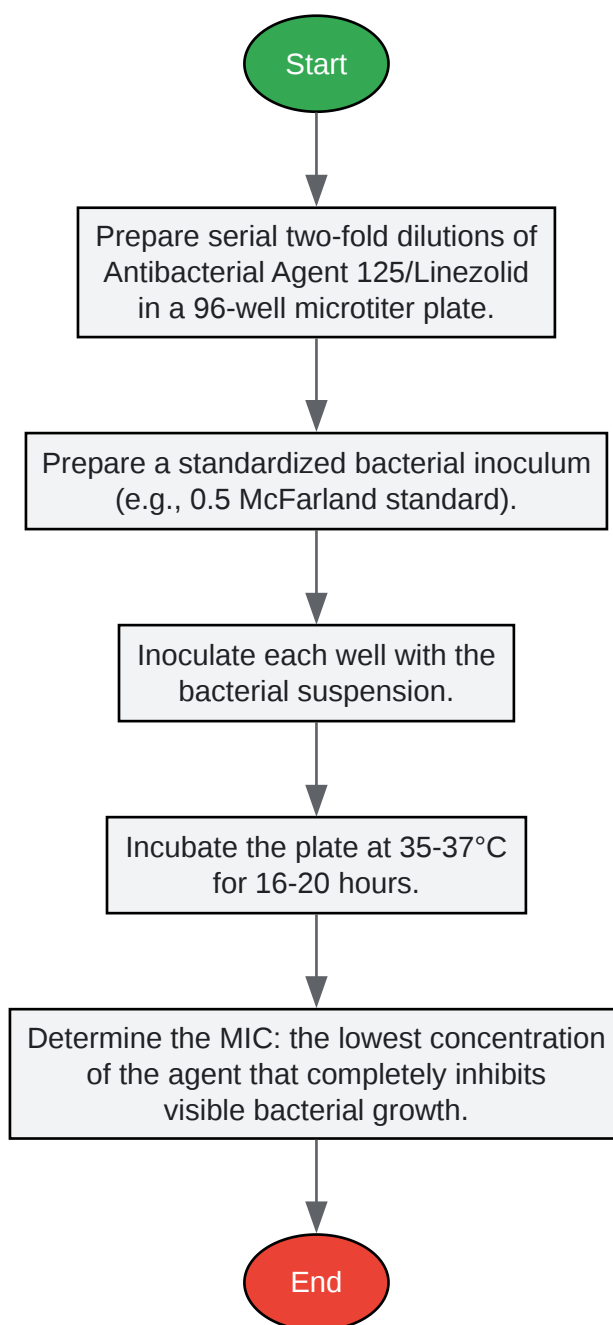 Start
Prepare serial two-fold dilutions of
Antibacterial Agent 125/Linezolid
in a 96-well microtiter plate.
Prepare a standardized bacterial inoculum
(e.g., 0.5 McFarland standard).
Inoculate each well with the
bacterial suspension.
Incubate the plate at 35-37°C
for 16-20 hours.
Determine the MIC: the lowest concentration
of the agent that completely inhibits
visible bacterial growth.
End